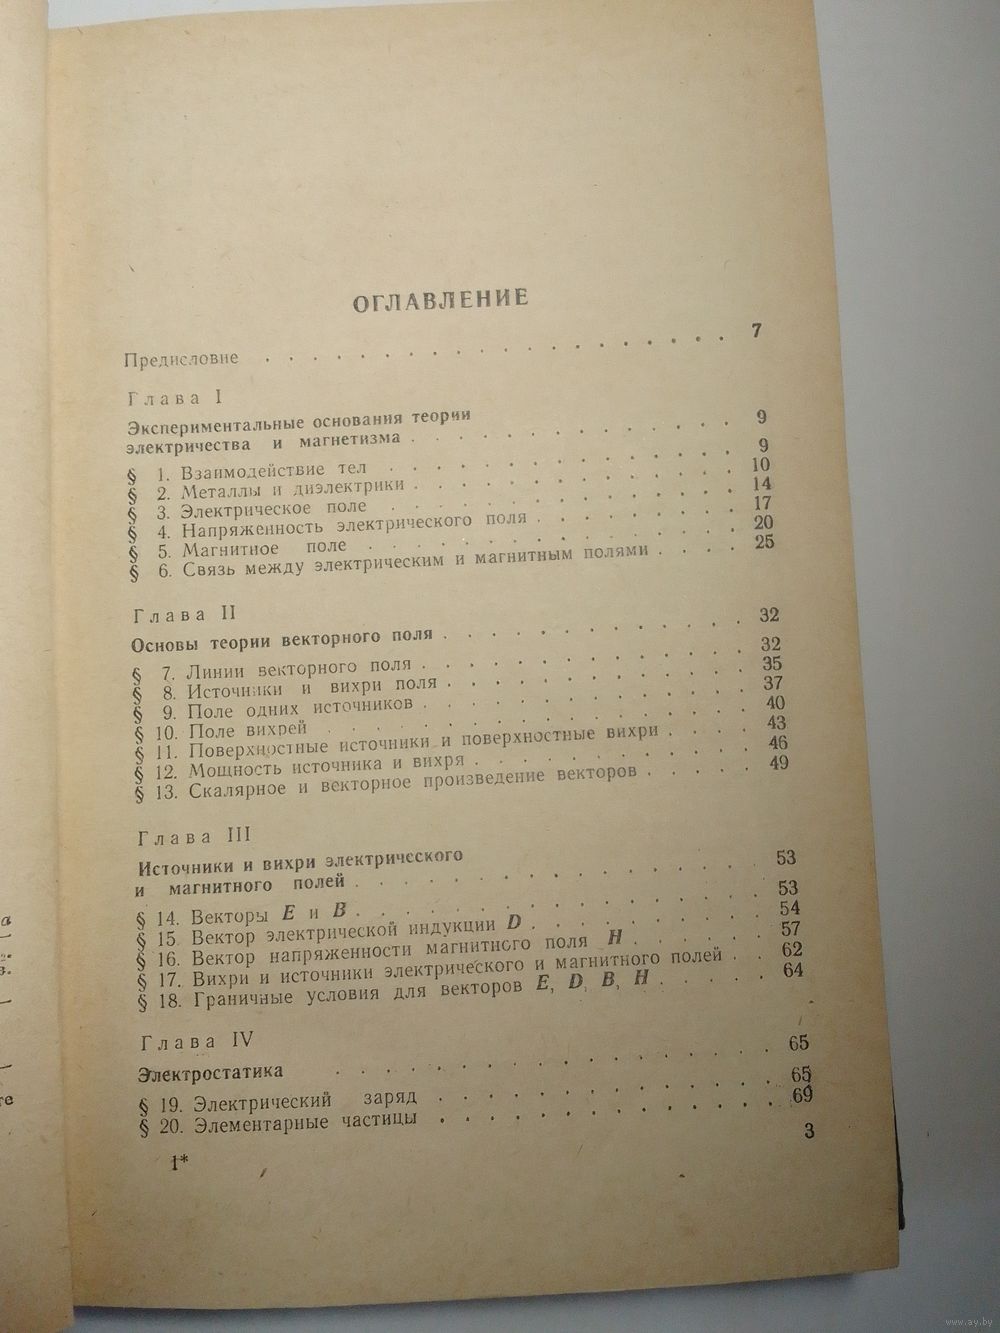 ОГЛАВЛЕНИЕ
Предисловие . . . . . . . . . . . . . . . . . . 7
Глава I
Экспериментальные основания теории
электричества и магнетизма . . . . . . . . . . . . 9
§ 1. Взаимодействие тел . . . . . . . . . . . . . 9
§ 2. Металлы и диэлектрики . . . . . . . . . . . . 10
§ 3. Электрическое поле . . . . . . . . . . . . . 14
§ 4. Напряженность электрического поля . . . . . . . . 17
§ 5. Магнитное поле . . . . . . . . . . . . . . 20
§ 6. Связь между электрическим и магнитным полями . . . . 25
Глава II
Основы теории векторного поля . . . . . . . . . . . 32
§ 7. Линии векторного поля . . . . . . . . . . . . 32
§ 8. Источники и вихри поля . . . . . . . . . . . . 35
§ 9. Поле одних источников . . . . . . . . . . . . 37
§ 10. Поле вихрей . . . . . . . . . . . . . . . 40
§ 11. Поверхностные источники и поверхностные вихри . . . . 43
§ 12. Мощность источника и вихря . . . . . . . . . . 46
§ 13. Скалярное и векторное произведение векторов . . . . . 49
Глава III
Источники и вихри электрического
и магнитного полей . . . . . . . . . . . . . . 53
§ 14. Векторы E и B . . . . . . . . . . . . . . 53
§ 15. Вектор электрической индукции D . . . . . . . . 54
§ 16. Вектор напряженности магнитного поля H . . . . . . 57
§ 17. Вихри и источники электрического и магнитного полей . . 62
§ 18. Граничные условия для векторов E, D, B, H . . . . . 64
Глава IV
Электростатика . . . . . . . . . . . . . . . . 65
§ 19. Электрический заряд . . . . . . . . . . . . 65
§ 20. Элементарные частицы . . . . . . . . . . . . 69
1* 3
www.ay.by